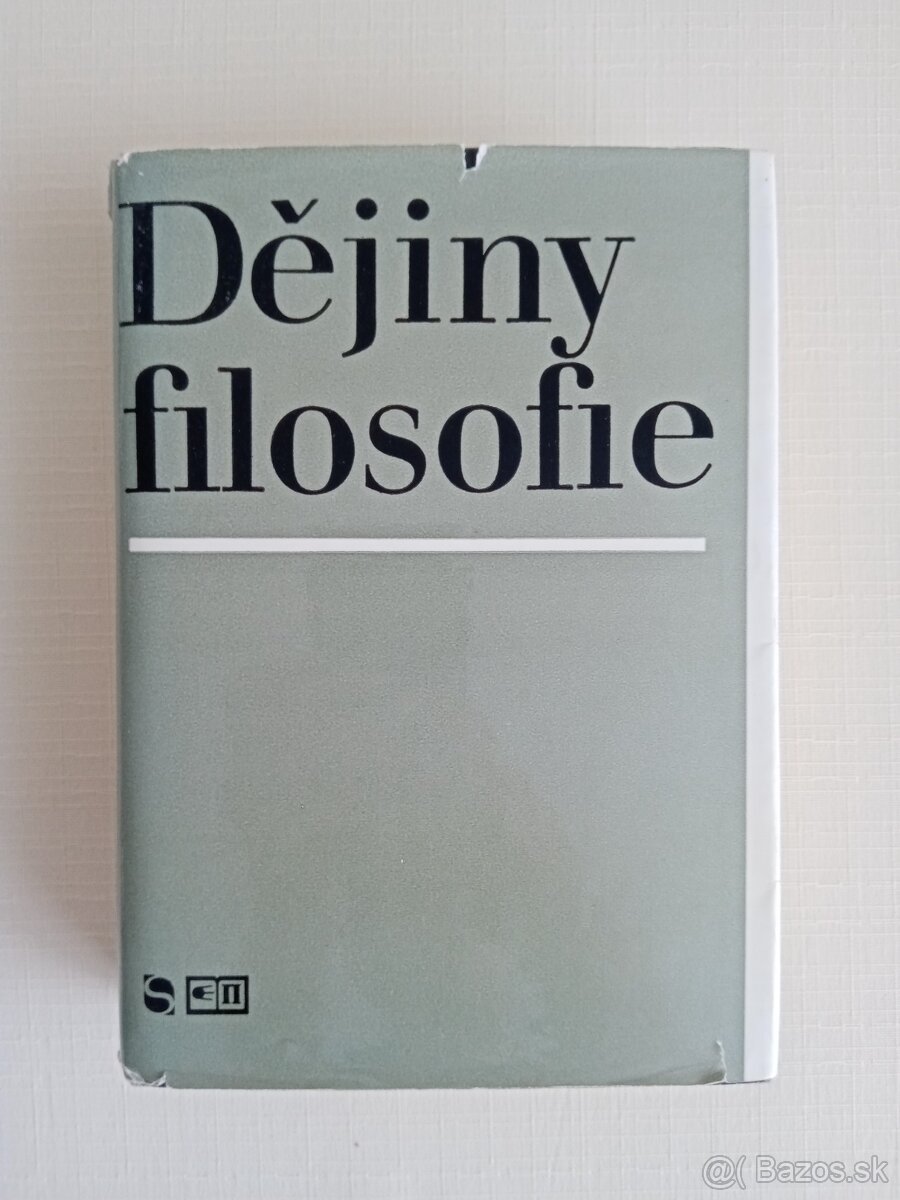 Dějiny
filosofie
S П
@( Bazos.sk